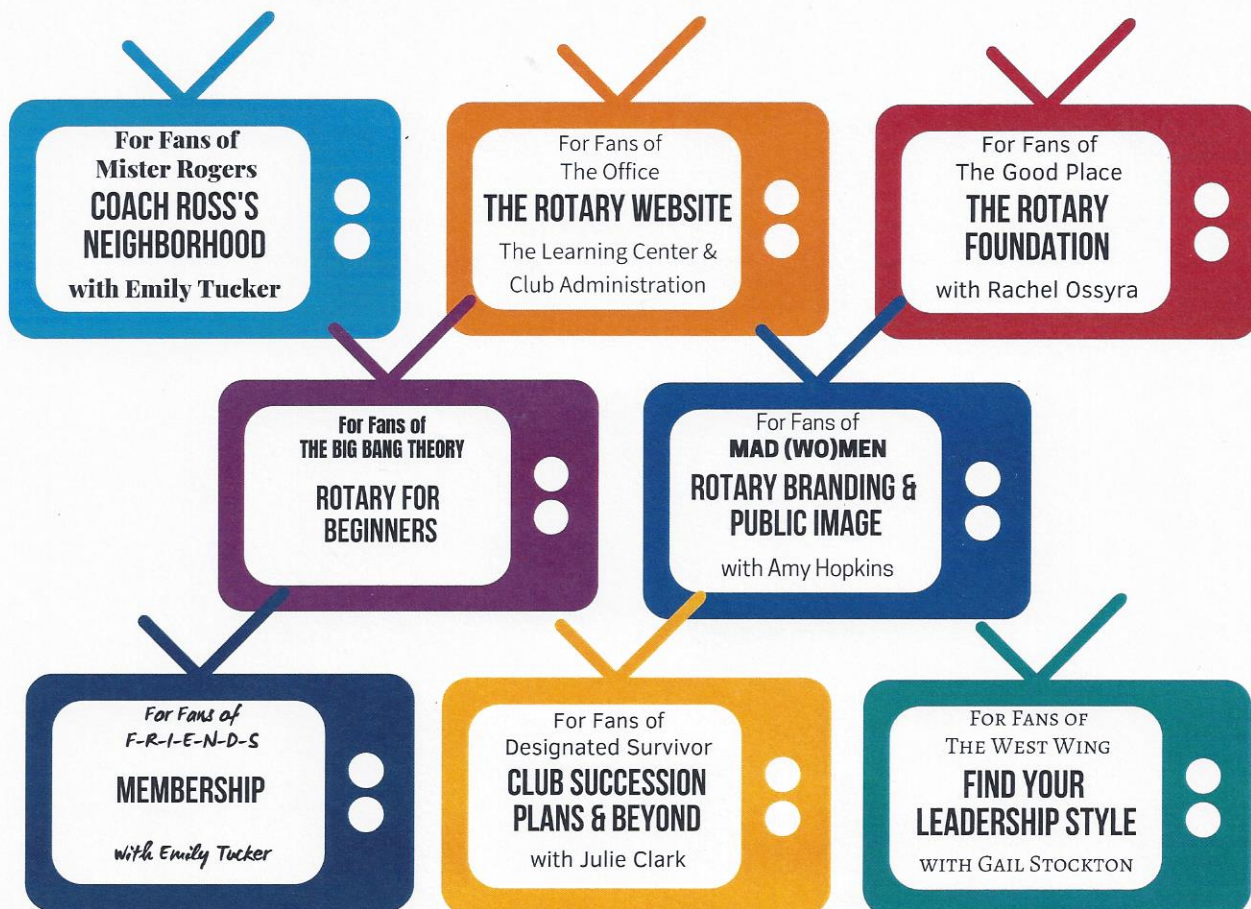 For Fans of
Mister Rogers
COACH ROSS'S
NEIGHBORHOOD
with Emily Tucker
For Fans of
The Office
THE ROTARY WEBSITE
The Learning Center &
Club Administration
For Fans of
The Good Place
THE ROTARY
FOUNDATION
with Rachel Ossyra
For Fans of
THE BIG BANG THEORY
ROTARY FOR
BEGINNERS
For Fans of
MAD (WO)MEN
ROTARY BRANDING &
PUBLIC IMAGE
with Amy Hopkins
For Fans of
F-R-I-E-N-D-S
MEMBERSHIP
with Emily Tucker
For Fans of
Designated Survivor
CLUB SUCCESSION
PLANS & BEYOND
with Julie Clark
FOR FANS OF
THE WEST WING
FIND YOUR
LEADERSHIP STYLE
WITH GAIL STOCKTON